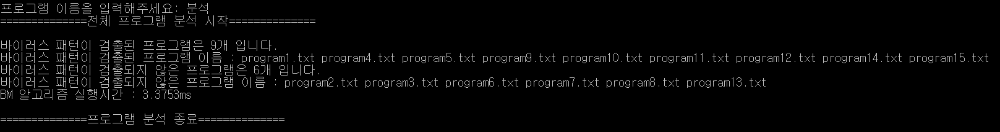 프로그램 이름을 입력해주세요: 분석
==============전체 프로그램 분석 시작==============
바이러스 패턴이 검출된 프로그램은 9개 입니다.
바이러스 패턴이 검출된 프로그램 이름 : program1.txt program4.txt program5.txt program9.txt program10.txt program11.txt program12.txt program14.txt program15.txt
바이러스 패턴이 검출되지 않은 프로그램은 6개 입니다.
바이러스 패턴이 검출되지 않은 프로그램 이름 : program2.txt program3.txt program6.txt program7.txt program8.txt program13.txt
BM 알고리즘 실행시간 : 3.3753ms
==============프로그램 분석 종료==============